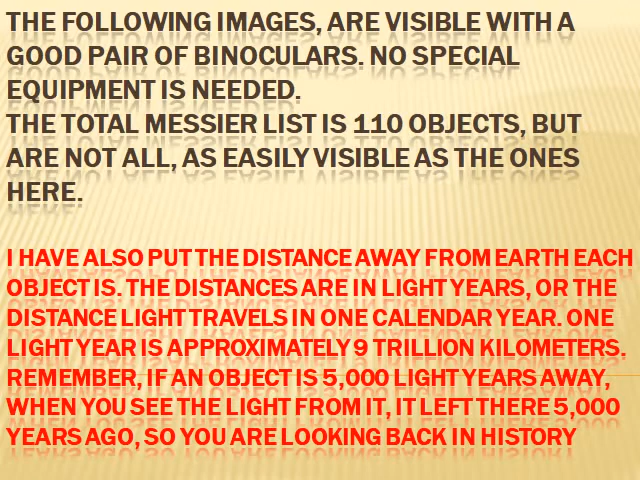 THE FOLLOWING IMAGES, ARE VISIBLE WITH A
GOOD PAIR OF BINOCULARS. NO SPECIAL
EQUIPMENT IS NEEDED.
THE TOTAL MESSIER LIST IS 110 OBJECTS, BUT
ARE NOT ALL, AS EASILY VISIBLE AS THE ONES
HERE.
I HAVE ALSO PUT THE DISTANCE AWAY FROM EARTH EACH
OBJECT IS. THE DISTANCES ARE IN LIGHT YEARS, OR THE
DISTANCE LIGHT TRAVELS IN ONE CALENDAR YEAR. ONE
LIGHT YEAR IS APPROXIMATELY 9 TRILLION KILOMETERS.
REMEMBER, IF AN OBJECT IS 5,000 LIGHT YEARS AWAY,
WHEN YOU SEE THE LIGHT FROM IT, IT LEFT THERE 5,000
YEARS AGO, SO YOU ARE LOOKING BACK IN HISTORY